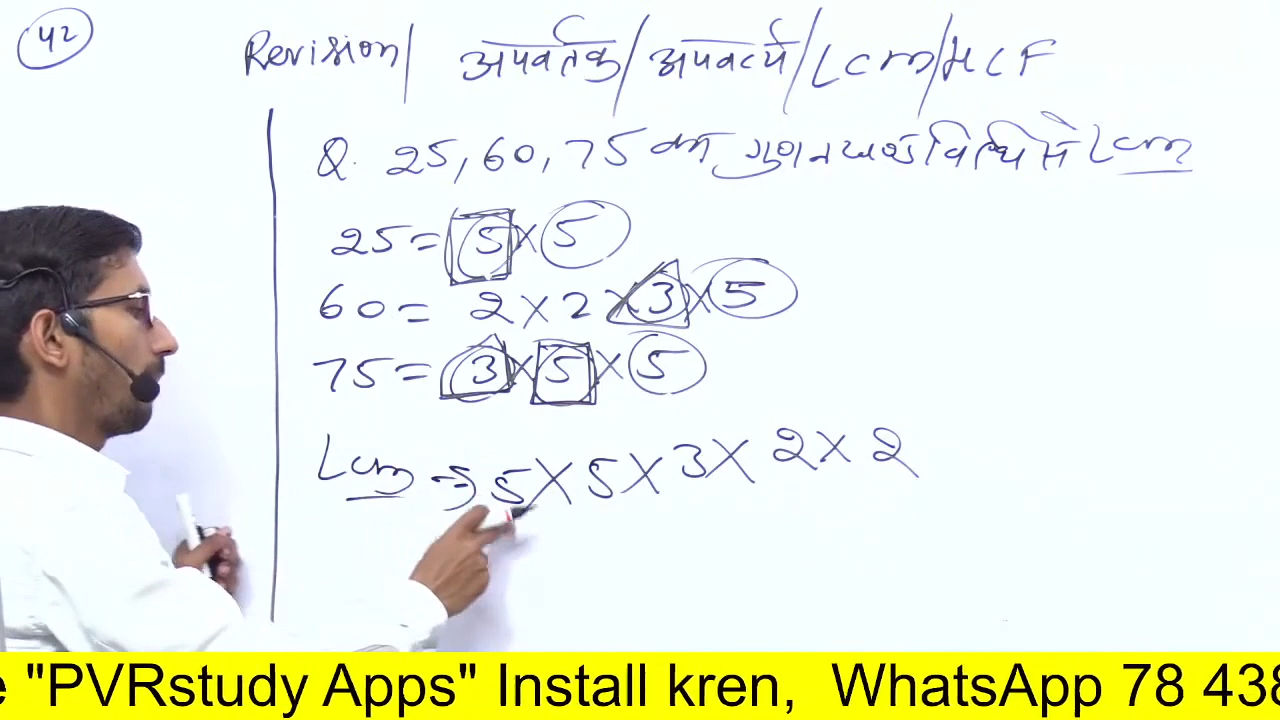 42
Revision/ अपवर्तक/अपवर्त्य/Lcm/HCF
Q. 25,60,75 का गुणनखण्ड विधि से Lcm
25= 5×5
60= 2×2×3×5
75= 3×5×5
Lcm ⇒ 5×5×3×2×2
e "PVRstudy Apps" Install kren, WhatsApp 78 438